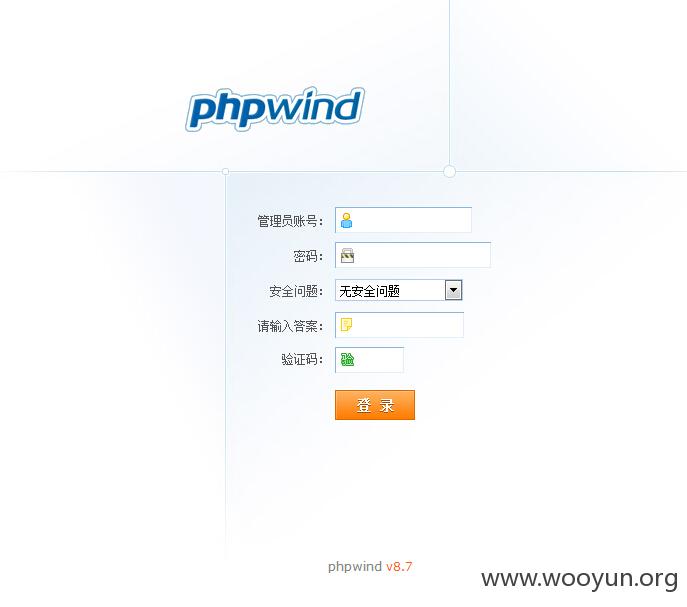 phpwind
管理员账号：
密码：
安全问题： 无安全问题
请输入答案：
验证码： 验
登 录
phpwind v8.7
www.wooyun.org